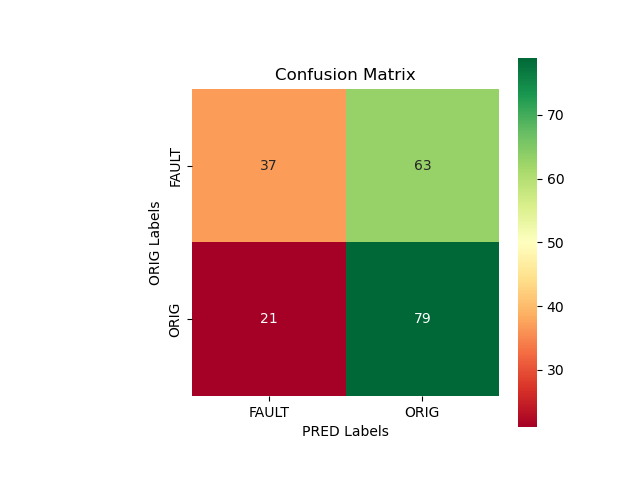 Confusion Matrix
FAULT
37
63
70
60
50
40
30
ORIG Labels
ORIG
21
79
FAULT
ORIG
PRED Labels